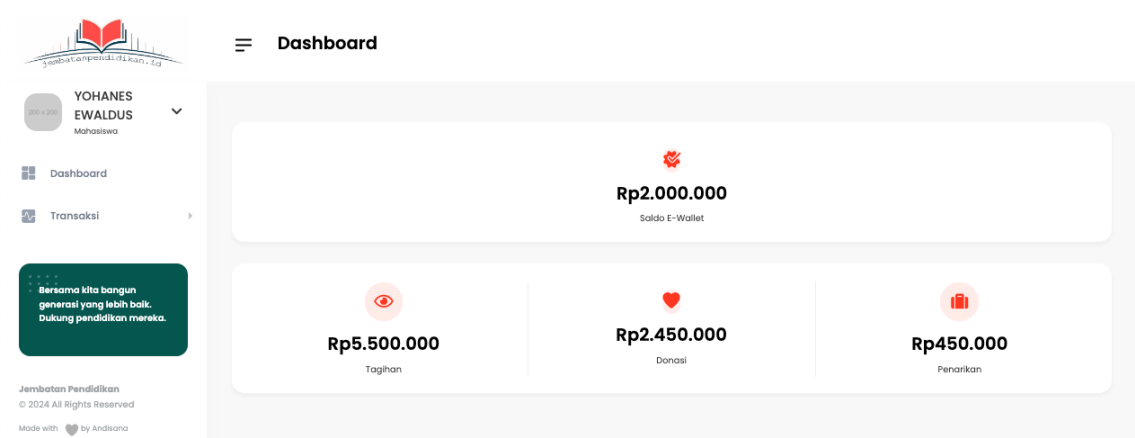 jembatanpendidikan.id
Dashboard
200 x 200
YOHANES
EWALDUS
Mahasiswa
Dashboard
Transaksi
Bersama kita bangun
generasi yang lebih baik.
Dukung pendidikan mereka.
Jembatan Pendidikan
© 2024 All Rights Reserved
Made with by Andisana
Rp2.000.000
Saldo E-Wallet
Rp5.500.000
Tagihan
Rp2.450.000
Donasi
Rp450.000
Penarikan